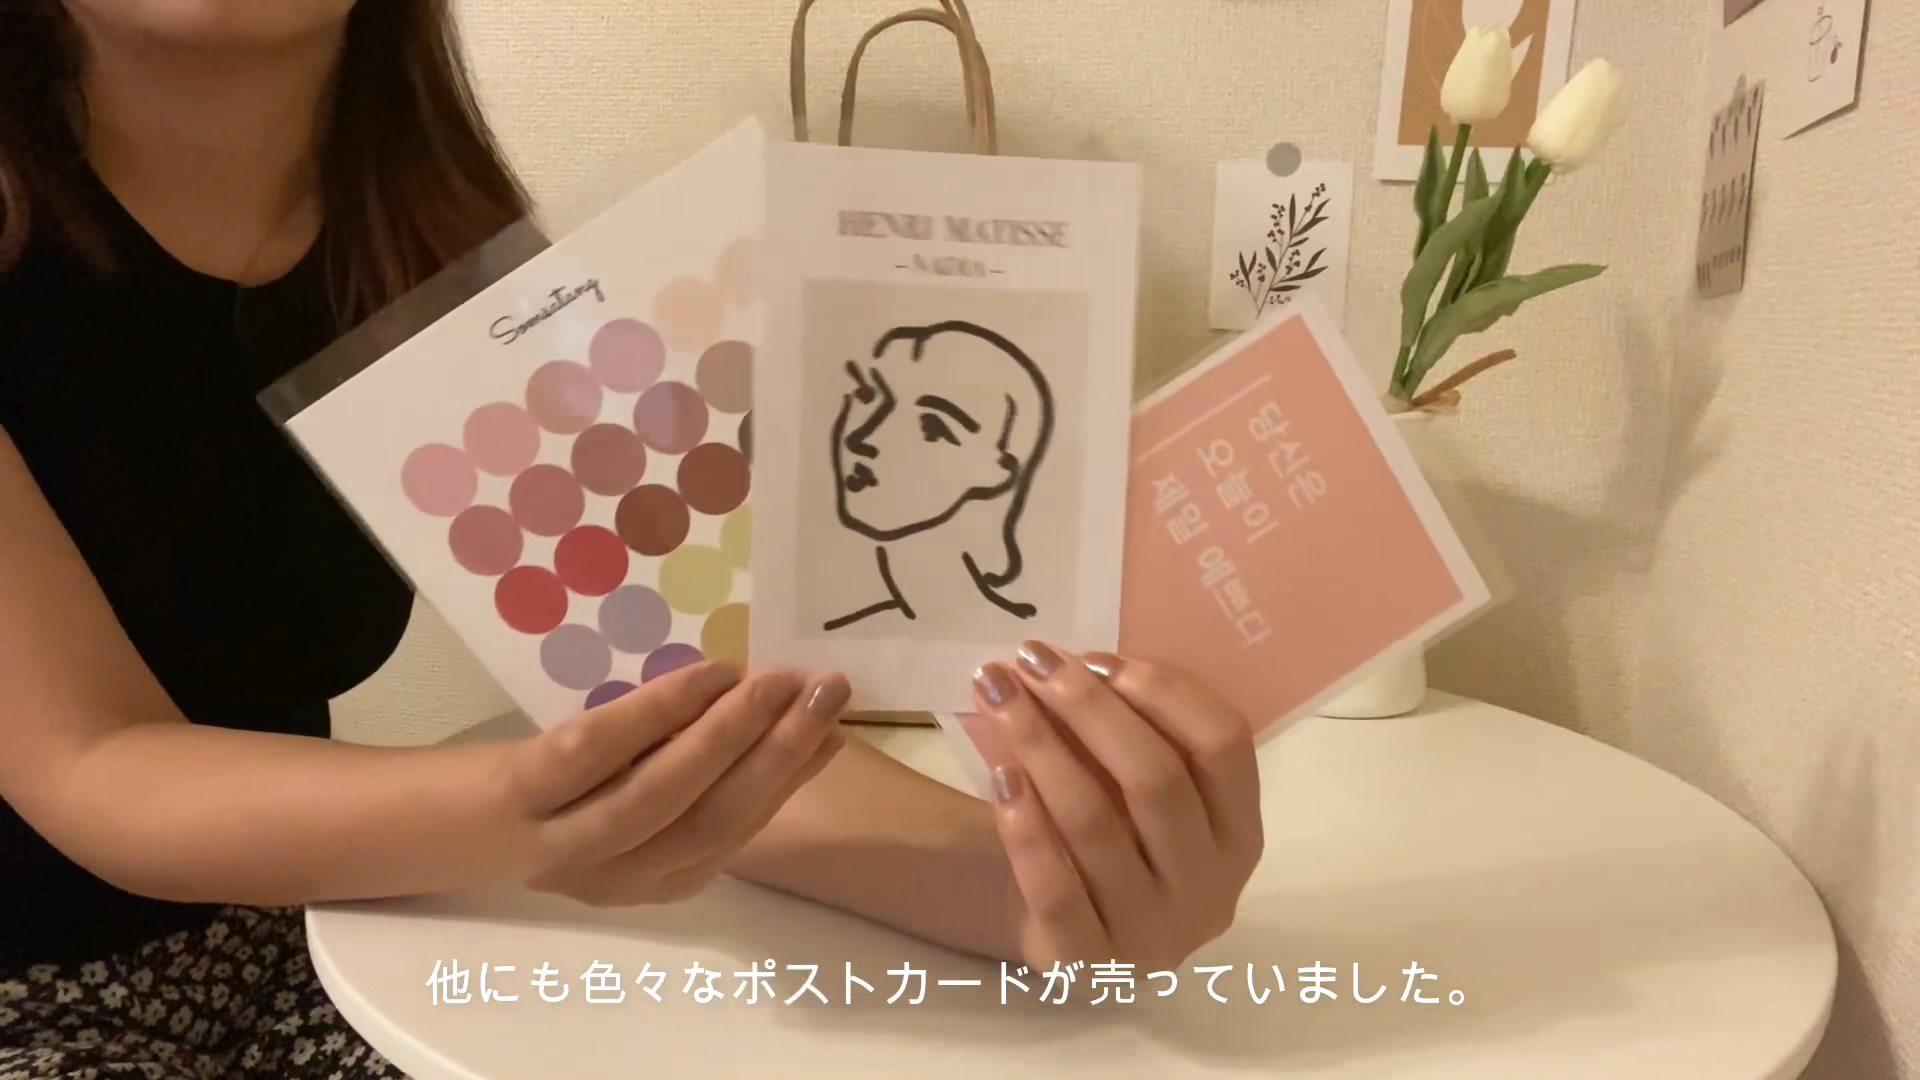 HENRI MATISSE
당신은
오늘이
제일 예쁘다
他にも色々なポストカードが売っていました。